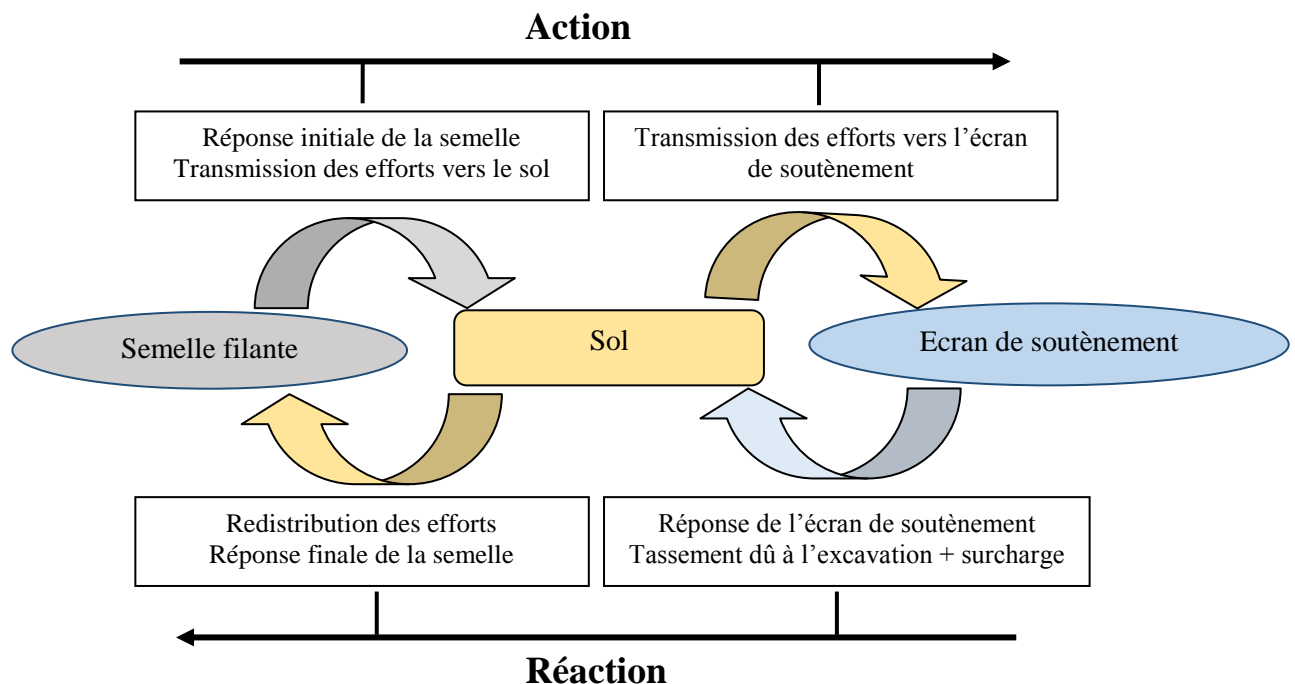 Action
Réponse initiale de la semelle
Transmission des efforts vers le sol
Transmission des efforts vers l’écran
de soutènement
Semelle filante
Sol
Ecran de soutènement
Redistribution des efforts
Réponse finale de la semelle
Réponse de l’écran de soutènement
Tassement dû à l’excavation + surcharge
Réaction